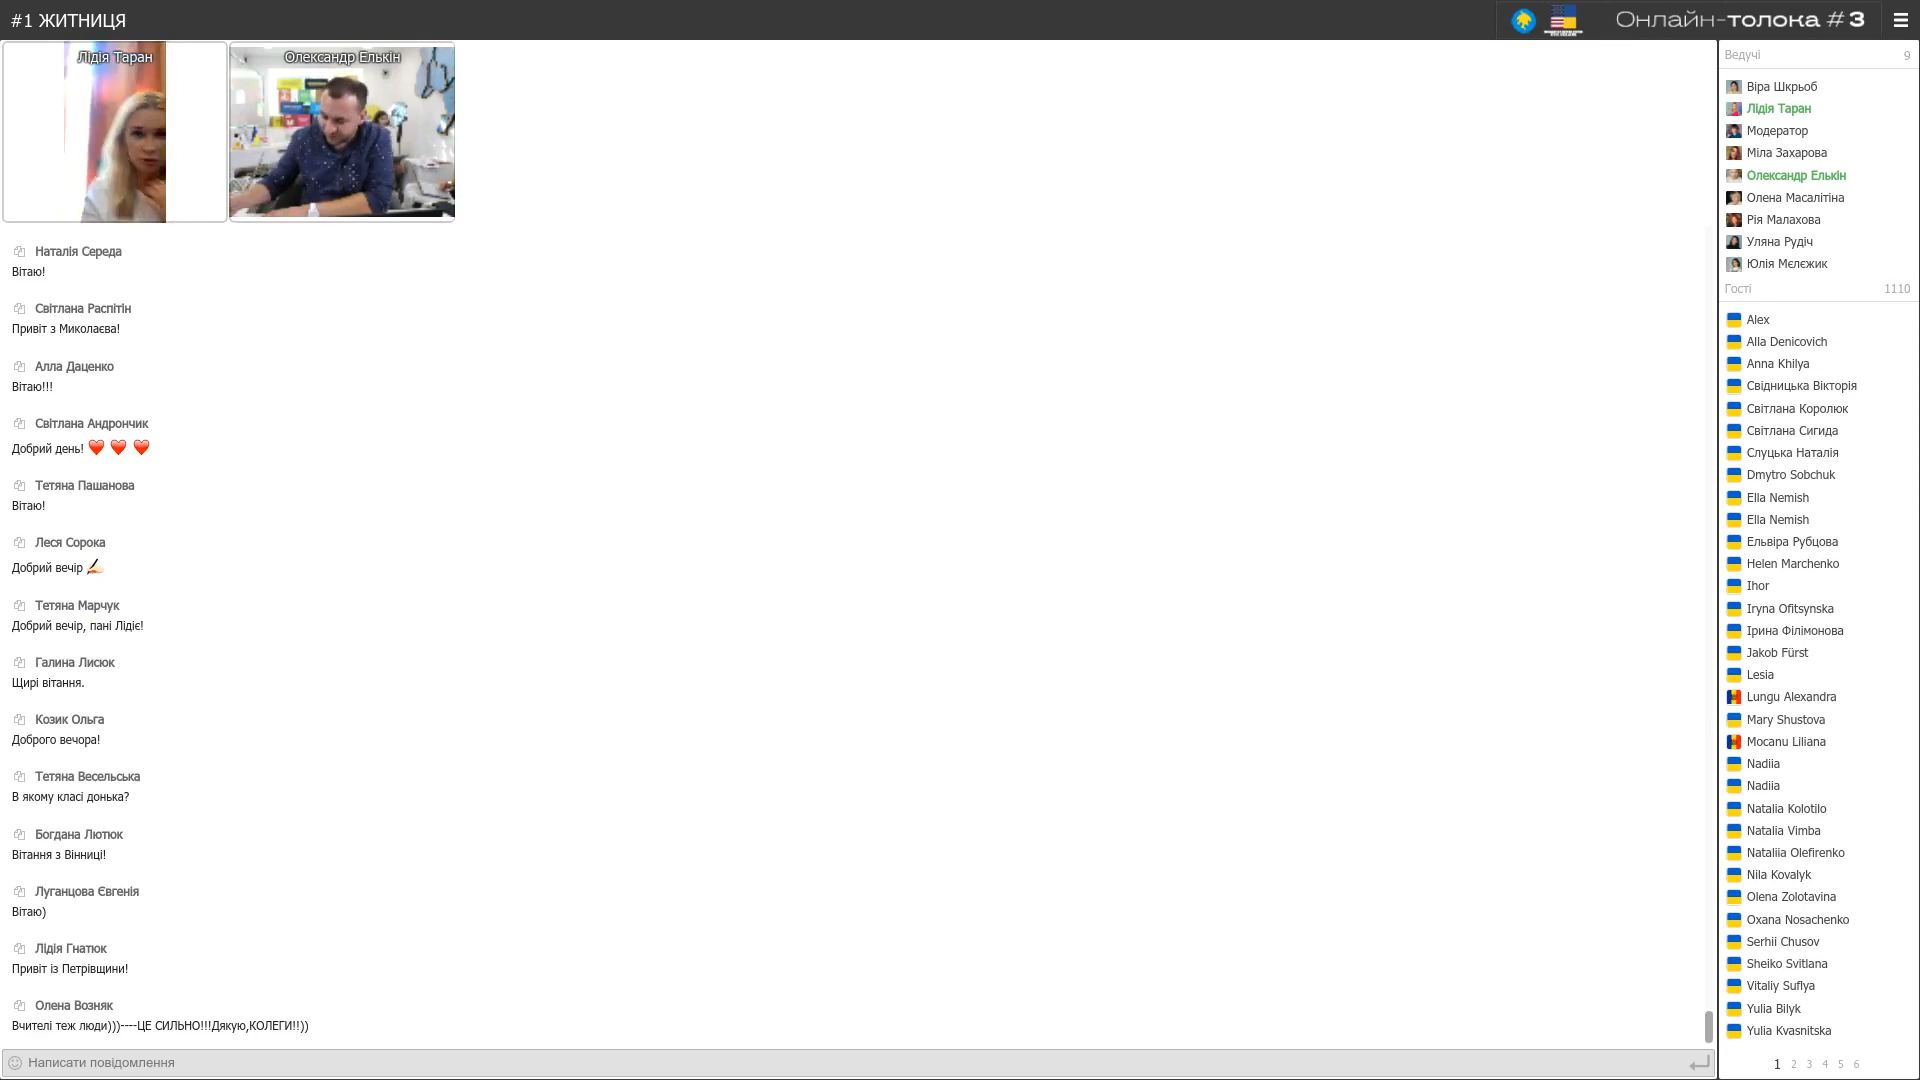 #1 ЖИТНИЦЯ
Онлайн-толока #3
Лідія Таран
Олександр Елькін
Наталія Середа
Вітаю!
Світлана Распітін
Привіт з Миколаєва!
Алла Даценко
Вітаю!!!
Світлана Андрончик
Добрий день! ❤️ ❤️ ❤️
Тетяна Пашанова
Вітаю!
Леся Сорока
Добрий вечір ✍🏻
Тетяна Марчук
Добрий вечір, пані Лідіє!
Галина Лисюк
Щирі вітання.
Козик Ольга
Доброго вечора!
Тетяна Весельська
В якому класі донька?
Богдана Лютюк
Вітання з Вінниці!
Луганцова Євгенія
Вітаю)
Лідія Гнатюк
Привіт із Петрівщини!
Олена Возняк
Вчителі теж люди)))----ЦЕ СИЛЬНО!!!Дякую,КОЛЕГИ!!))
Написати повідомлення
Ведучі 9
Віра Шкрьоб
Лідія Таран
Модератор
Міла Захарова
Олександр Елькін
Олена Масалітіна
Рія Малахова
Уляна Рудіч
Юлія Мєлєжик
Гості 1110
Alex
Alla Denicovich
Anna Khilya
Свідницька Вікторія
Світлана Королюк
Світлана Сигида
Слуцька Наталія
Dmytro Sobchuk
Ella Nemish
Ella Nemish
Ельвіра Рубцова
Helen Marchenko
Ihor
Iryna Ofitsynska
Ірина Філімонова
Jakob Fürst
Lesia
Lungu Alexandra
Mary Shustova
Mocanu Liliana
Nadiia
Nadiia
Natalia Kolotilo
Natalia Vimba
Nataliia Olefirenko
Nila Kovalyk
Olena Zolotavina
Oxana Nosachenko
Serhii Chusov
Sheiko Svitlana
Vitaliy Suflya
Yulia Bilyk
Yulia Kvasnitska
1 2 3 4 5 6